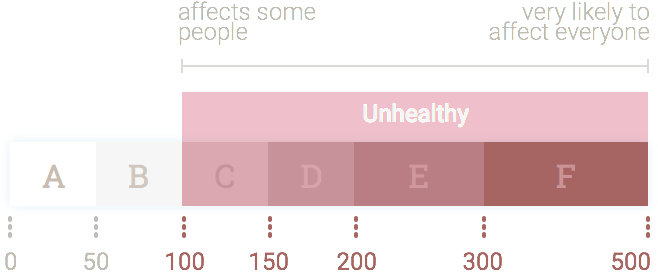 affects some
people
very likely to
affect everyone
Unhealthy
A B C D E F
0 50 100 150 200 300 500